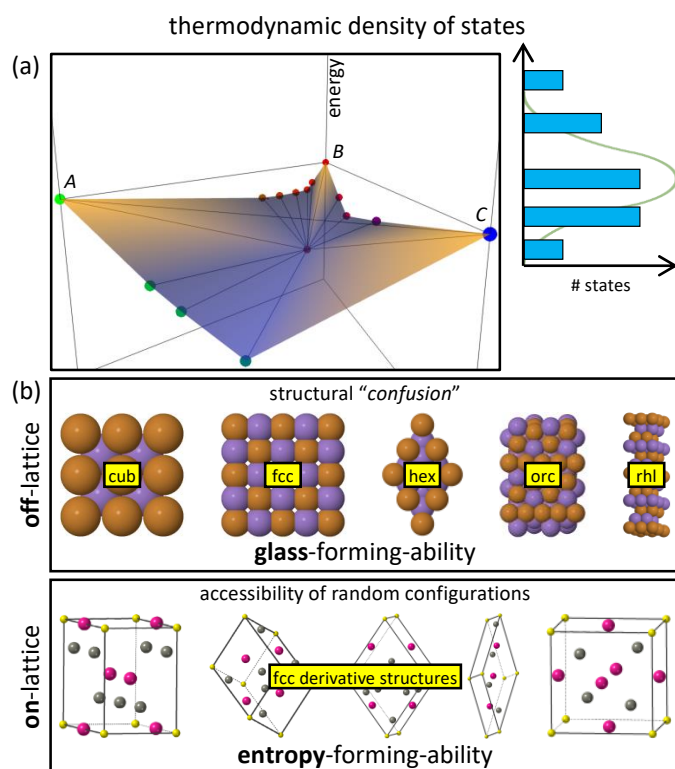 thermodynamic density of states
(a)
energy
B
A
C
# states
(b)
structural “confusion”
off-lattice
cub
fcc
hex
orc
rhl
glass-forming-ability
accessibility of random configurations
on-lattice
fcc derivative structures
entropy-forming-ability